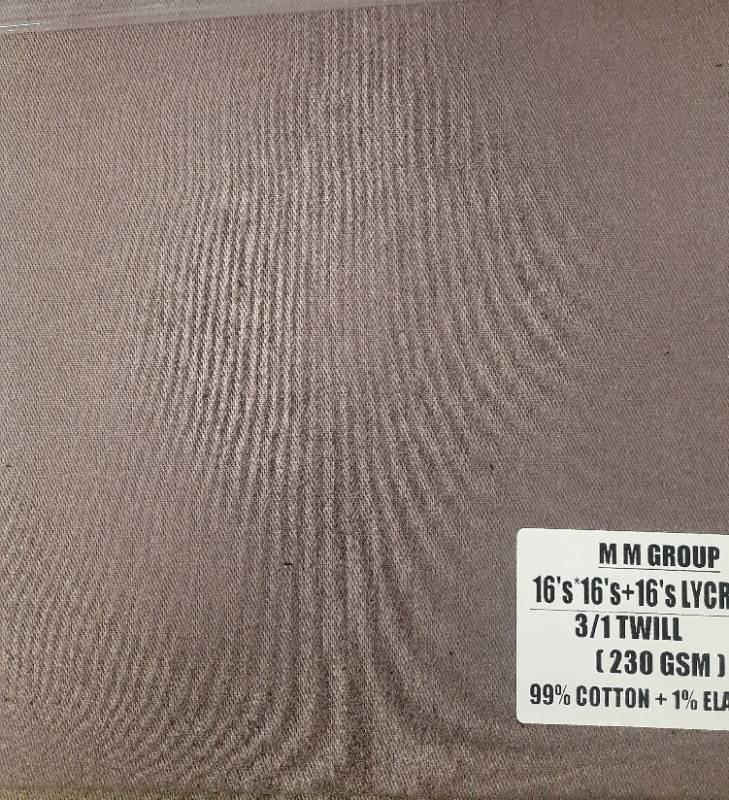 M M GROUP
16's*16's+16's LYCR
3/1 TWILL
( 230 GSM )
99% COTTON + 1% ELA